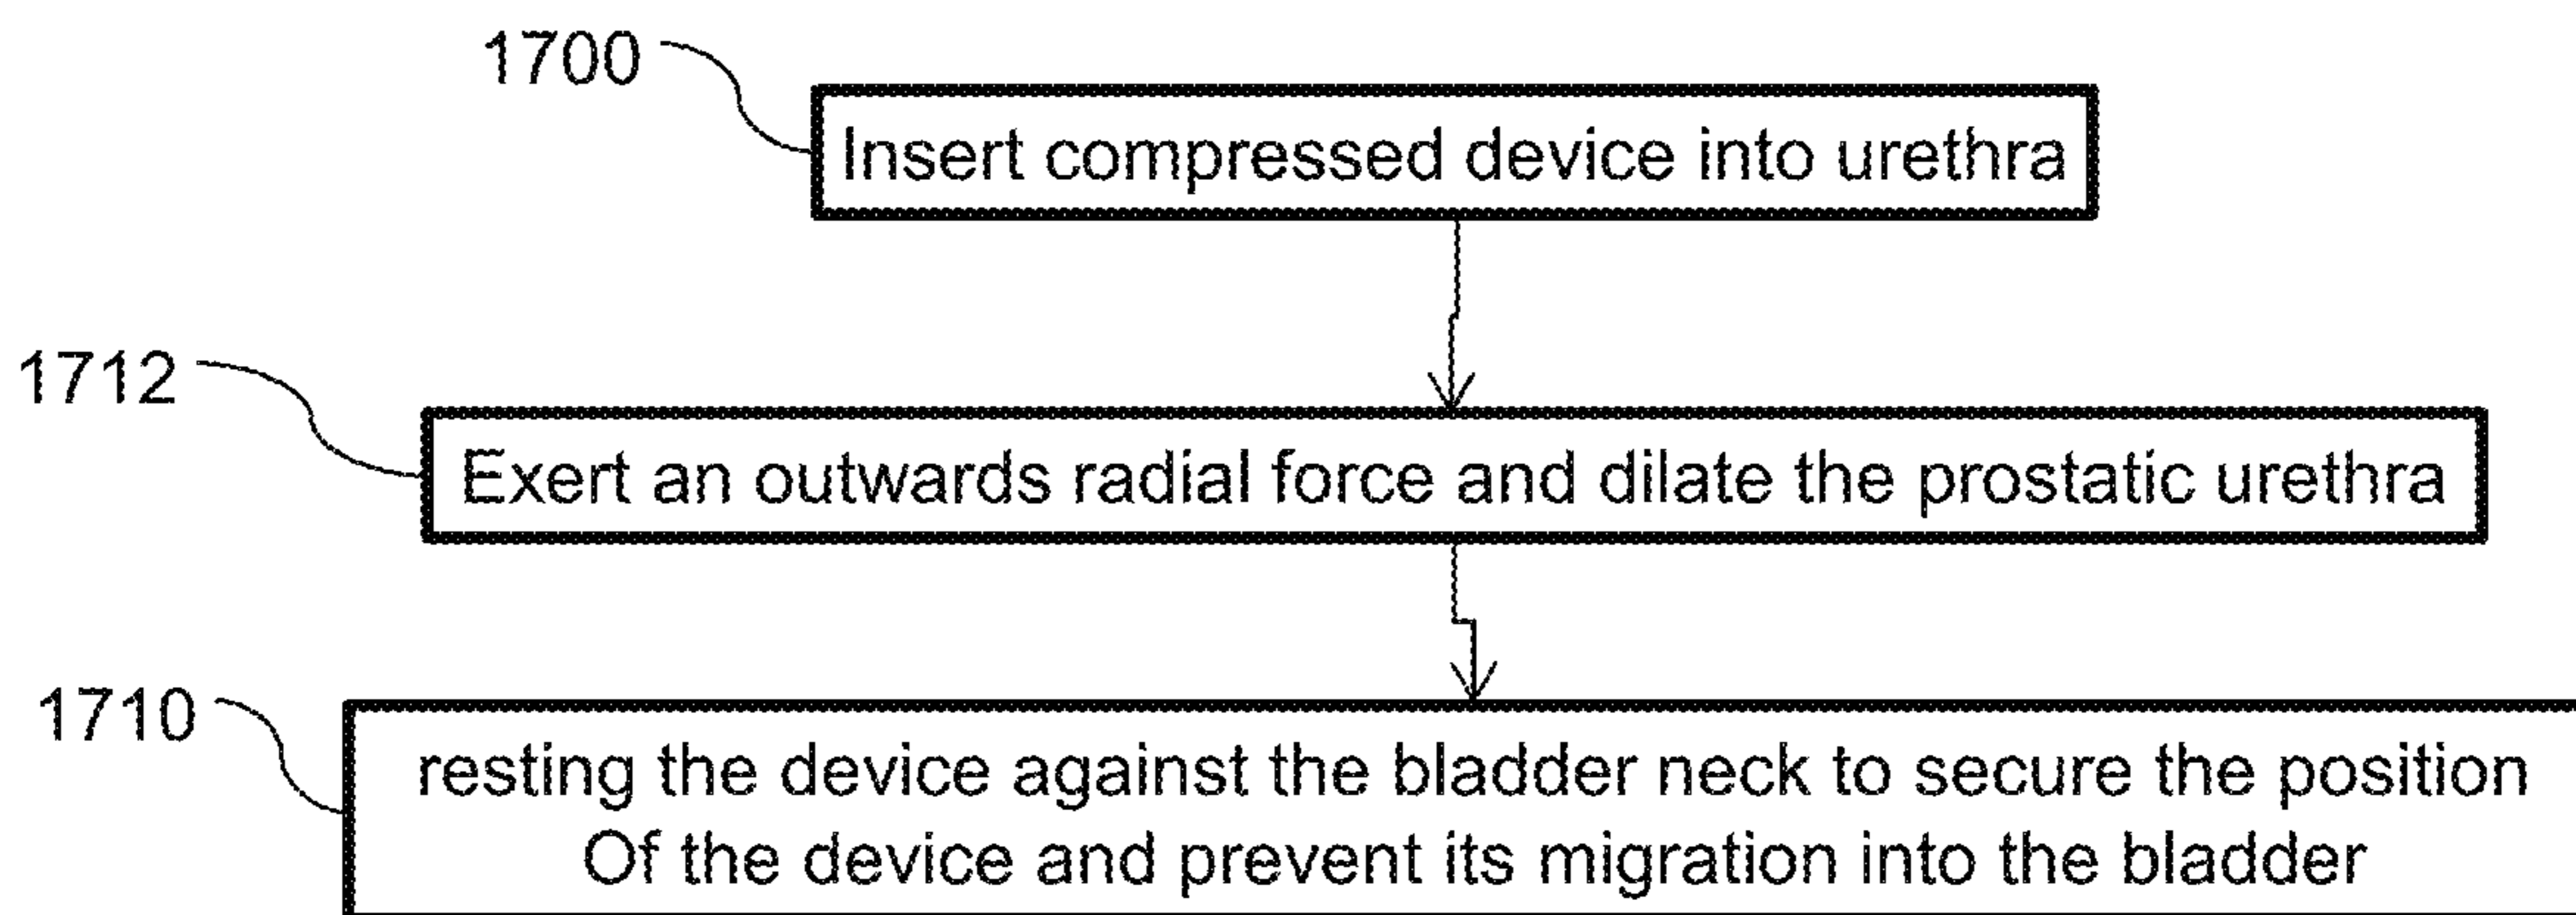 1700
Insert compressed device into urethra
1712
Exert an outwards radial force and dilate the prostatic urethra
1710
resting the device against the bladder neck to secure the position
Of the device and prevent its migration into the bladder